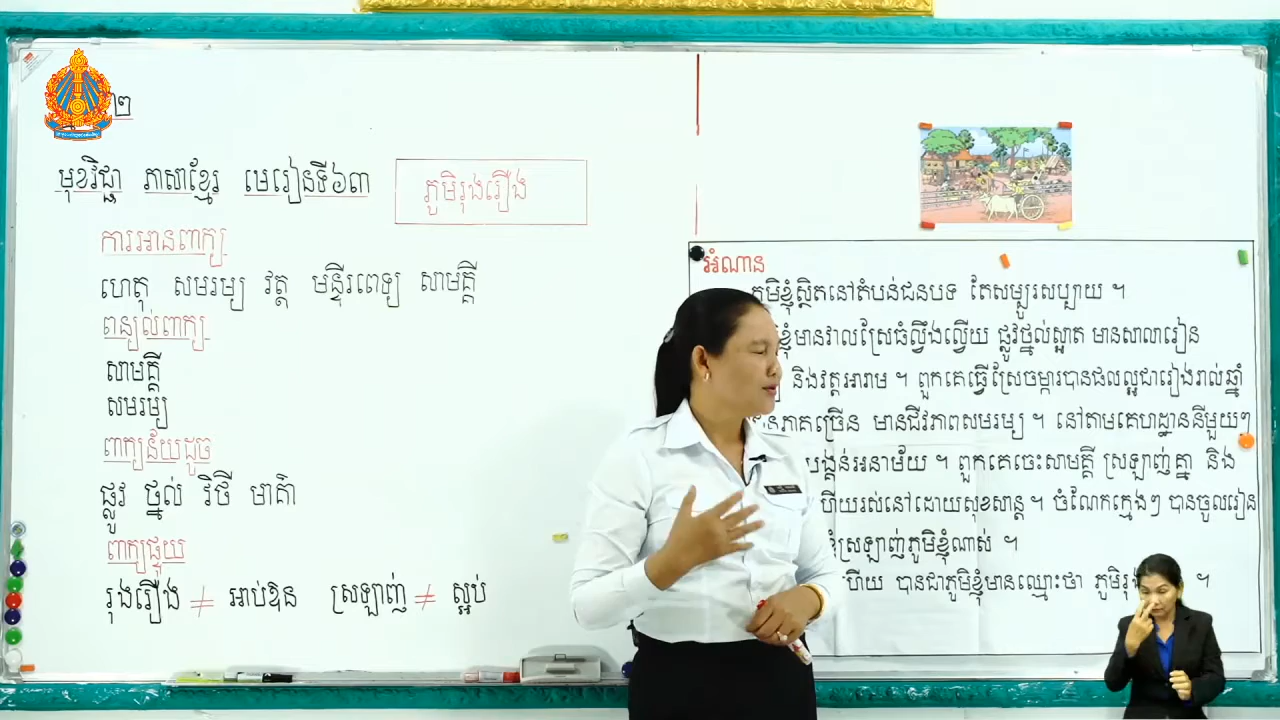 ២
មុខវិជ្ជា ភាសាខ្មែរ មេរៀនទី៦៣
ភូមិរុងរឿង
ការអានពាក្យ
ហេតុ សមរម្យ វត្ត មន្ទីរពេទ្យ សាមគ្គី
ពន្យល់ពាក្យ
សាមគ្គី
សមរម្យ
ពាក្យន័យដូច
ផ្លូវ ថ្នល់ វិថី មាគ៌ា
ពាក្យផ្ទុយ
រុងរឿង ≠ អាប់ឱន ស្រឡាញ់ ≠ ស្អប់
អំណាន
ភូមិខ្ញុំស្ថិតនៅតំបន់ជនបទ តែសម្បូរសប្បាយ ។
ខ្ញុំមានវាលស្រែធំល្វឹងល្វើយ ផ្លូវថ្នល់ស្អាត មានសាលារៀន
និងវត្តអារាម ។ ពួកគេធ្វើស្រែចម្ការបានផលល្អជារៀងរាល់ឆ្នាំ
ភាគច្រើន មានជីវភាពសមរម្យ ។ នៅតាមគេហដ្ឋាននីមួយៗ
បង្គន់អនាម័យ ។ ពួកគេចេះសាមគ្គី ស្រឡាញ់គ្នា និង
ហើយរស់នៅដោយសុខសាន្ត ។ ចំណែកក្មេងៗ បានចូលរៀន
ស្រឡាញ់ភូមិខ្ញុំណាស់ ។
ហើយ បានជាភូមិខ្ញុំមានឈ្មោះថា ភូមិរុង ។